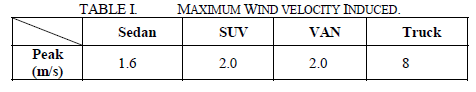 TABLE I. MAXIMUM WIND VELOCITY INDUCED.
Sedan SUV VAN Truck
Peak (m/s) 1.6 2.0 2.0 8